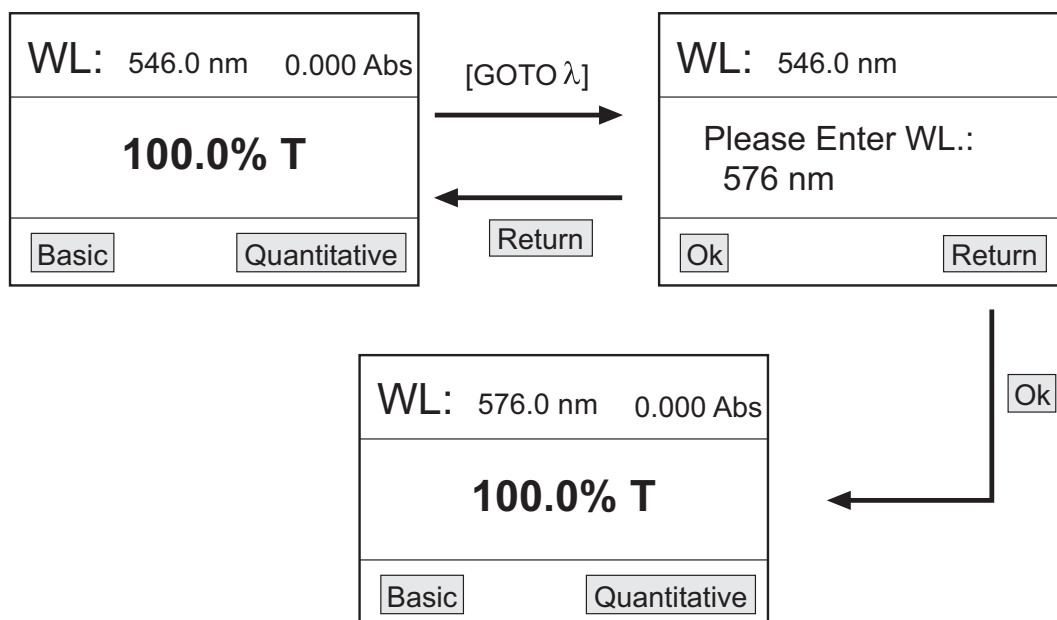 WL: 546.0 nm 0.000 Abs
100.0% T
Basic Quantitative
[GOTO λ]
Return
WL: 546.0 nm
Please Enter WL.:
576 nm
Ok Return
Ok
WL: 576.0 nm 0.000 Abs
100.0% T
Basic Quantitative